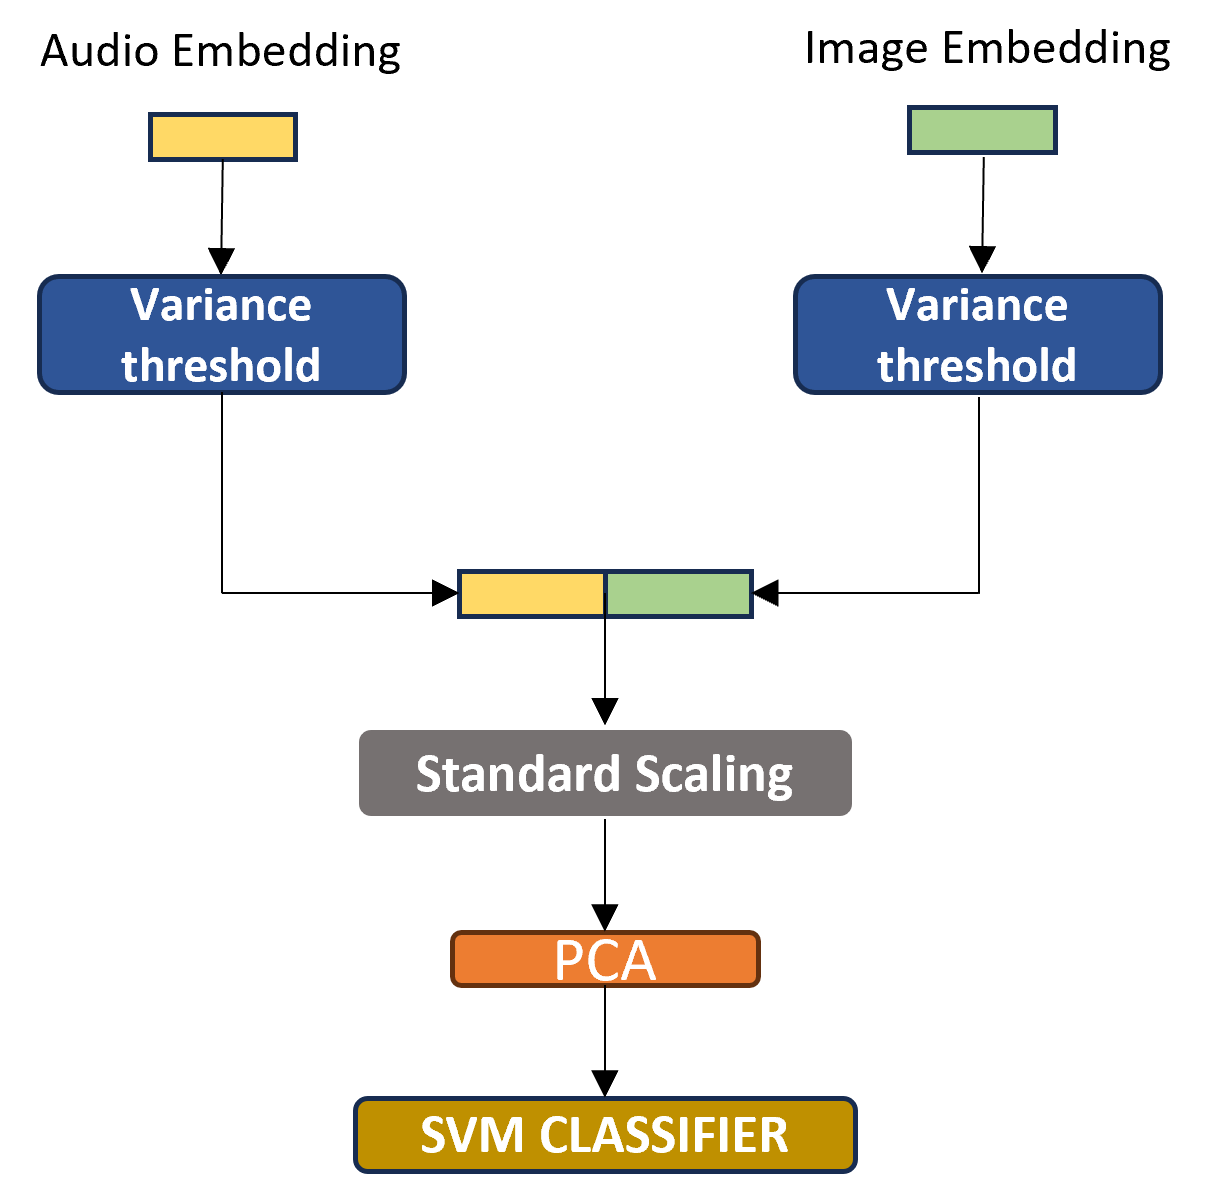 Audio Embedding
Image Embedding
Variance
threshold
Variance
threshold
Standard Scaling
PCA
SVM CLASSIFIER